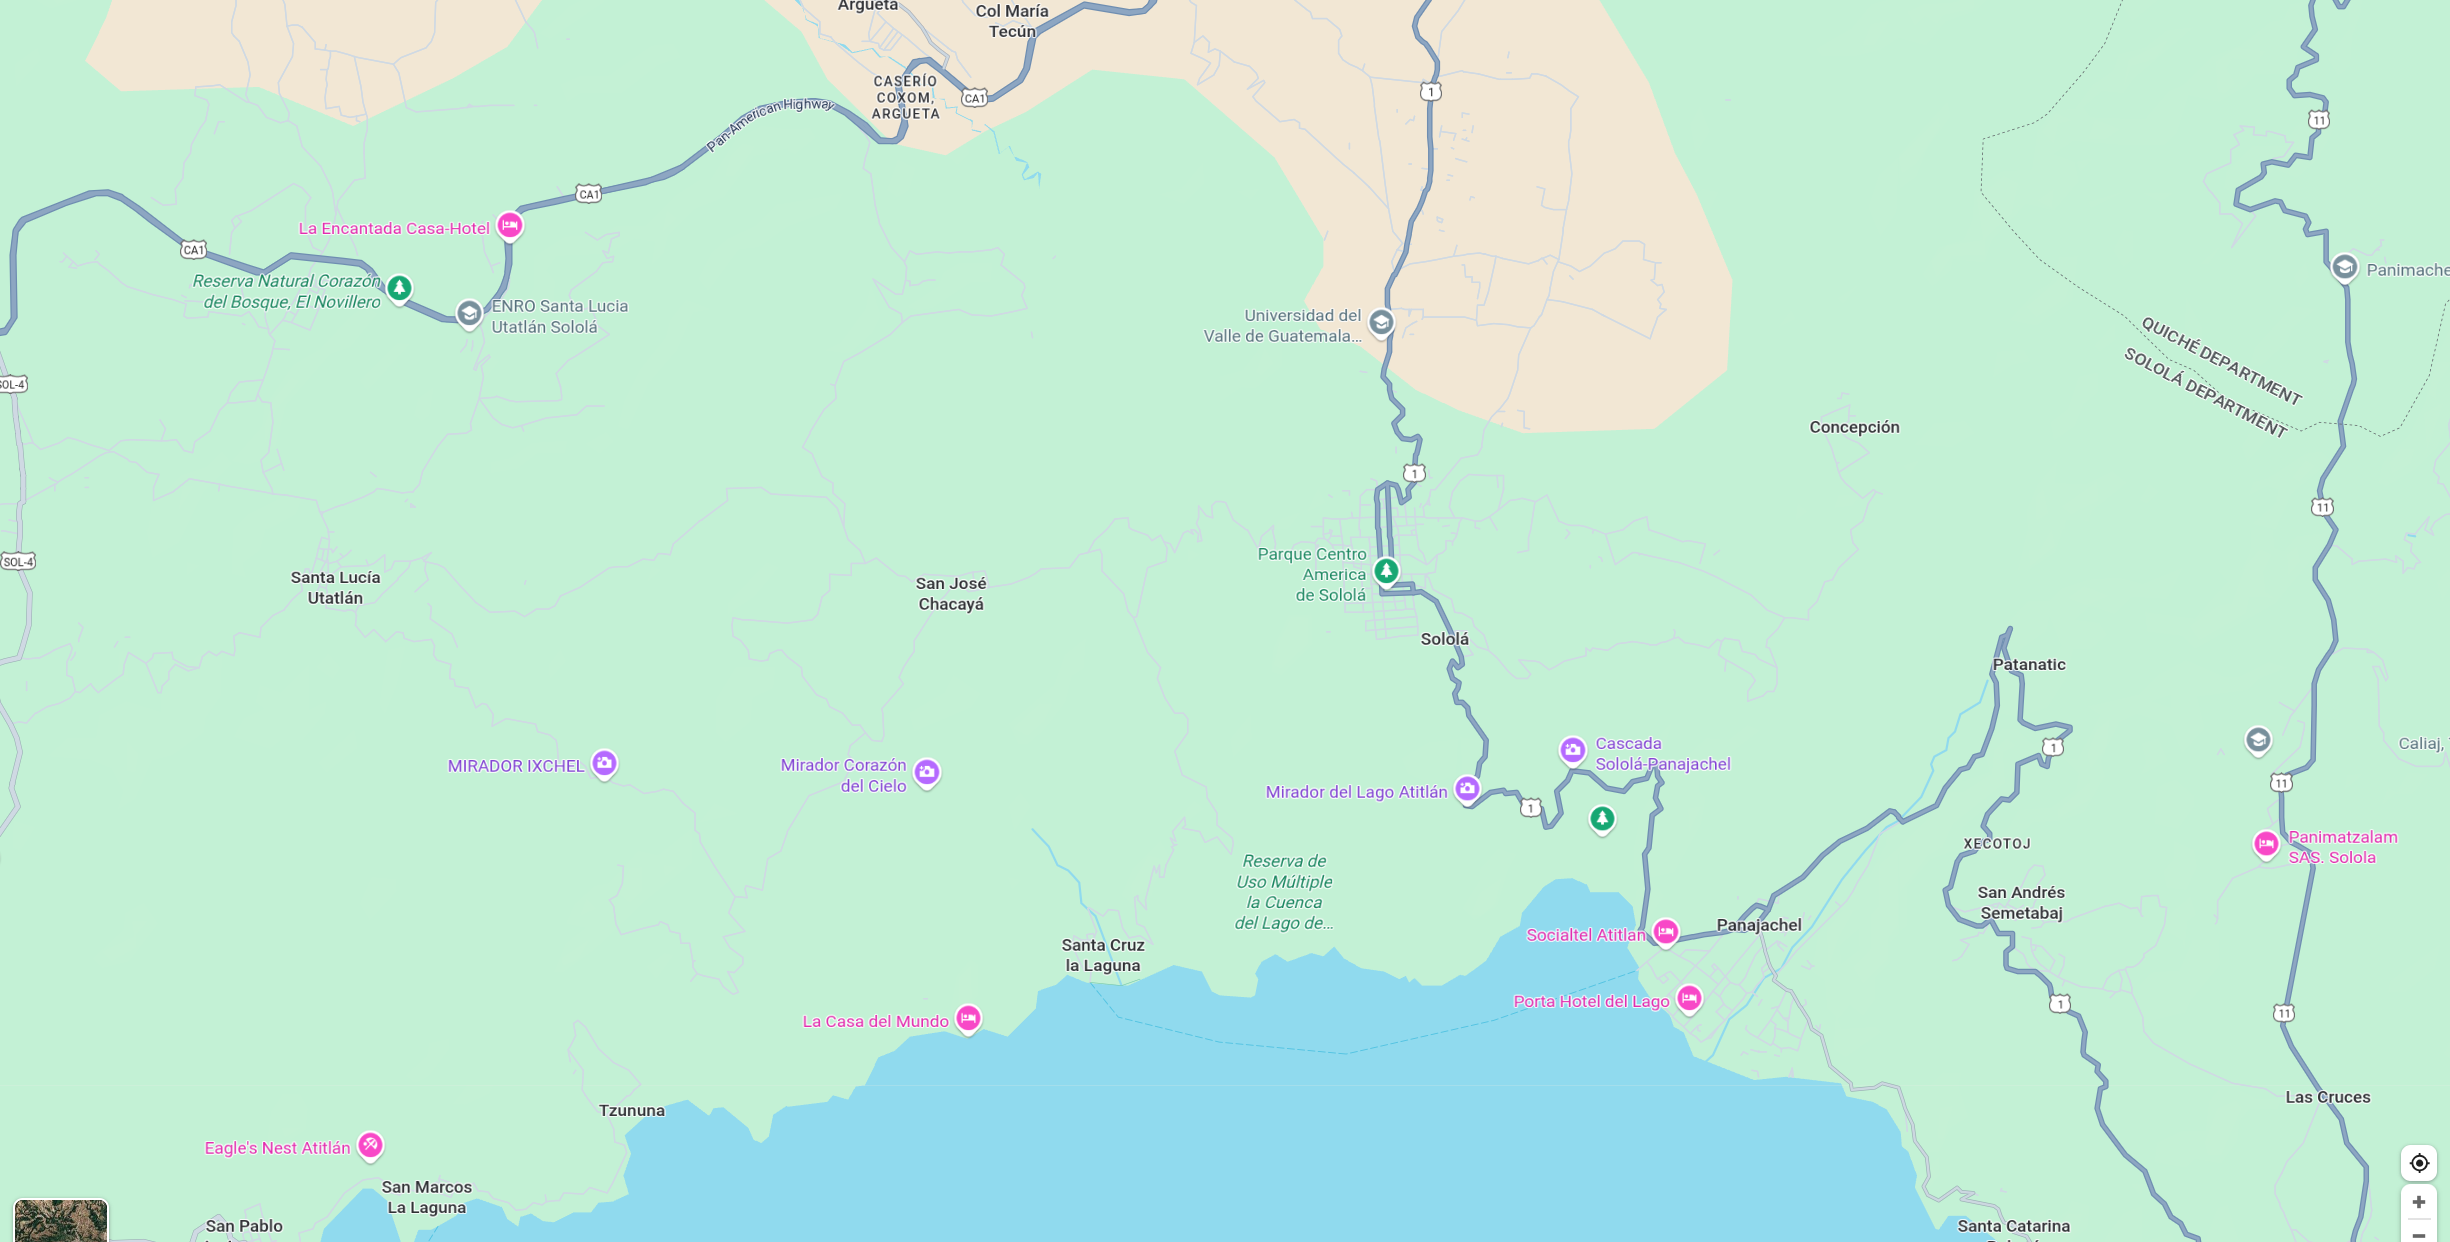 Argueta
Col María
Tecún
CASERÍO
COXOM,
ARGUETA
CA1
1
11
Pan-American Highway
CA1
La Encantada Casa-Hotel
CA1
Reserva Natural Corazón
del Bosque, El Novillero
ENRO Santa Lucia
Utatlán Sololá
Universidad del
Valle de Guatemala...
Panimache
QUICHÉ DEPARTMENT
SOLOLÁ DEPARTMENT
SOL-4
Concepción
1
11
SOL-4
Parque Centro
America
de Sololá
Santa Lucía
Utatlán
San José
Chacayá
Sololá
Patanatic
1
Cascada
Sololá-Panajachel
Caliaj,
MIRADOR IXCHEL
Mirador Corazón
del Cielo
Mirador del Lago Atitlán
1
11
XECOTOJ
Panimatzalam
SAS. Solola
Reserva de
Uso Múltiple
la Cuenca
del Lago de...
San Andrés
Semetabaj
Socialtel Atitlan
Panajachel
Santa Cruz
la Laguna
Porta Hotel del Lago
1
11
La Casa del Mundo
Las Cruces
Tzununa
Eagle's Nest Atitlán
San Marcos
La Laguna
San Pablo
Santa Catarina